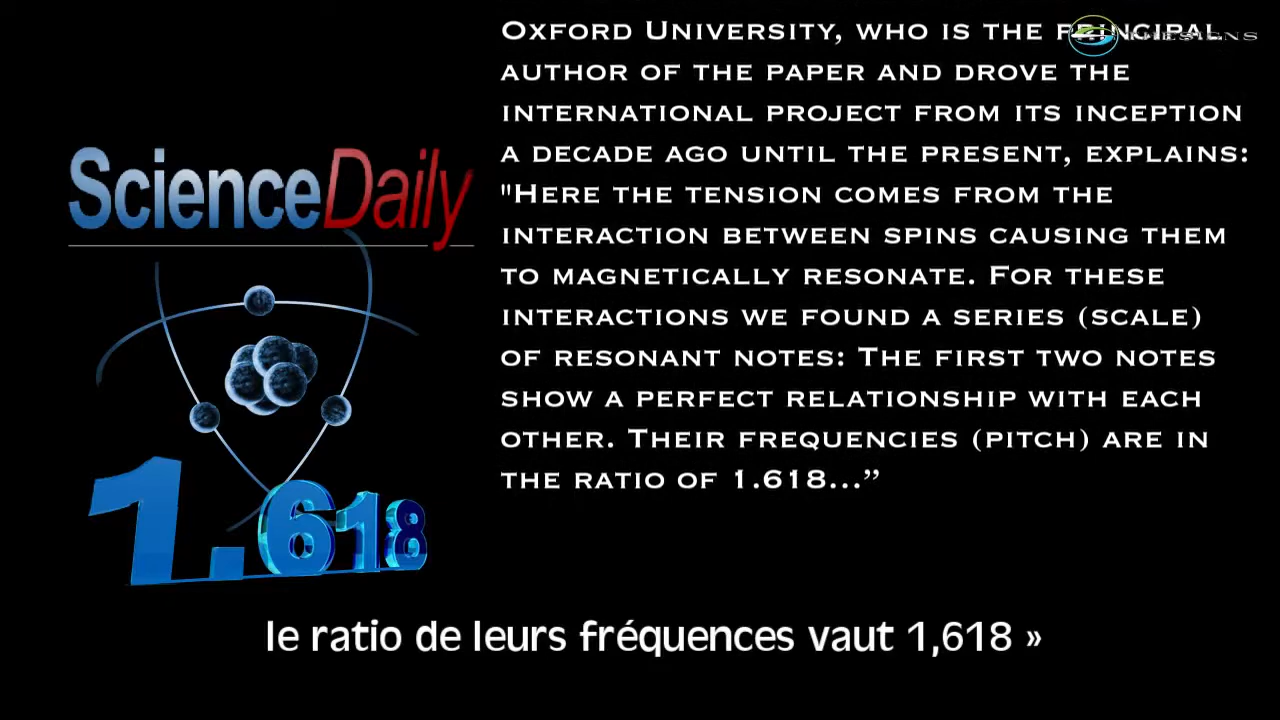 OXFORD UNIVERSITY, WHO IS THE PRINCIPAL
AUTHOR OF THE PAPER AND DROVE THE
INTERNATIONAL PROJECT FROM ITS INCEPTION
A DECADE AGO UNTIL THE PRESENT, EXPLAINS:
"HERE THE TENSION COMES FROM THE
INTERACTION BETWEEN SPINS CAUSING THEM
TO MAGNETICALLY RESONATE. FOR THESE
INTERACTIONS WE FOUND A SERIES (SCALE)
OF RESONANT NOTES: THE FIRST TWO NOTES
SHOW A PERFECT RELATIONSHIP WITH EACH
OTHER. THEIR FREQUENCIES (PITCH) ARE IN
THE RATIO OF 1.618...”
ScienceDaily
1.618
le ratio de leurs fréquences vaut 1,618 »